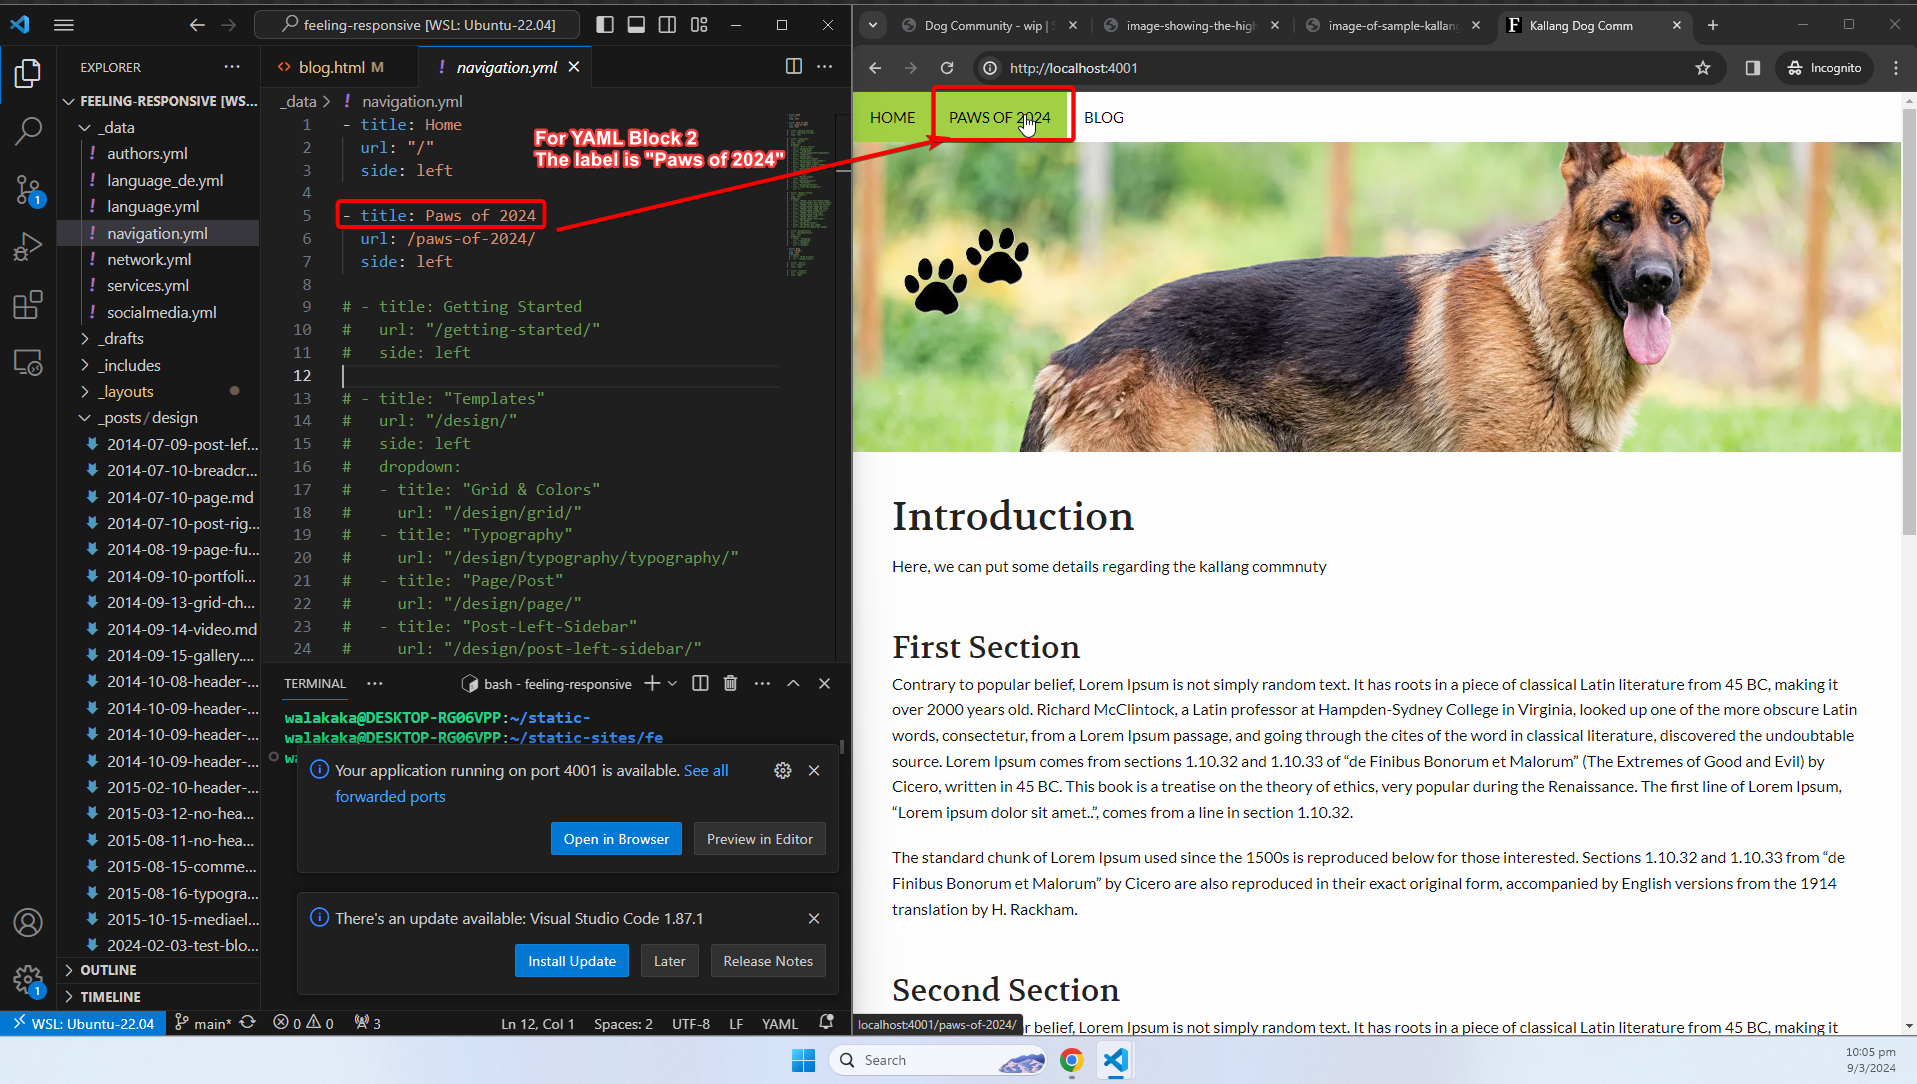 feeling-responsive [WSL: Ubuntu-22.04]
EXPLORER
FEELING-RESPONSIVE [WS...
_data
authors.yml
language_de.yml
language.yml
navigation.yml
network.yml
services.yml
socialmedia.yml
_drafts
_includes
_layouts
_posts / design
2014-07-09-post-lef...
2014-07-10-breadcr...
2014-07-10-page.md
2014-07-10-post-rig...
2014-08-19-page-fu...
2014-09-10-portfoli...
2014-09-13-grid-ch...
2014-09-14-video.md
2014-09-15-gallery....
2014-10-08-header-...
2014-10-09-header-...
2014-10-09-header-...
2014-10-09-header-...
2015-02-10-header-...
2015-03-12-no-hea...
2015-08-11-no-hea...
2015-08-15-comme...
2015-08-16-typogra...
2015-10-15-mediael...
2024-02-03-test-blo...
OUTLINE
TIMELINE
1
1
blog.html M
! navigation.yml
_data > ! navigation.yml
1 - title: Home
2 url: "/"
3 side: left
4
5 - title: Paws of 2024
6 url: /paws-of-2024/
7 side: left
8
9 # - title: Getting Started
10 # url: "/getting-started/"
11 # side: left
12
13 # - title: "Templates"
14 # url: "/design/"
15 # side: left
16 # dropdown:
17 # - title: "Grid & Colors"
18 # url: "/design/grid/"
19 # - title: "Typography"
20 # url: "/design/typography/typography/"
21 # - title: "Page/Post"
22 # url: "/design/page/"
23 # - title: "Post-Left-Sidebar"
24 # url: "/design/post-left-sidebar/"
For YAML Block 2
The label is "Paws of 2024"
TERMINAL
bash - feeling-responsive
walakaka@DESKTOP-RG06VPP:~/static-
walakaka@DESKTOP-RG06VPP:~/static-sites/fe
wa
Your application running on port 4001 is available. See all
forwarded ports
Open in Browser
Preview in Editor
There's an update available: Visual Studio Code 1.87.1
Install Update
Later
Release Notes
WSL: Ubuntu-22.04
main*
0
0
3
Ln 12, Col 1
Spaces: 2
UTF-8
LF
YAML
Dog Community - wip | S
image-showing-the-high
image-of-sample-kallang
Kallang Dog Comm
http://localhost:4001
Incognito
HOME
PAWS OF 2024
BLOG
Introduction
Here, we can put some details regarding the kallang commnuty
First Section
Contrary to popular belief, Lorem Ipsum is not simply random text. It has roots in a piece of classical Latin literature from 45 BC, making it
over 2000 years old. Richard McClintock, a Latin professor at Hampden-Sydney College in Virginia, looked up one of the more obscure Latin
words, consectetur, from a Lorem Ipsum passage, and going through the cites of the word in classical literature, discovered the undoubtable
source. Lorem Ipsum comes from sections 1.10.32 and 1.10.33 of “de Finibus Bonorum et Malorum” (The Extremes of Good and Evil) by
Cicero, written in 45 BC. This book is a treatise on the theory of ethics, very popular during the Renaissance. The first line of Lorem Ipsum,
“Lorem ipsum dolor sit amet..”, comes from a line in section 1.10.32.
The standard chunk of Lorem Ipsum used since the 1500s is reproduced below for those interested. Sections 1.10.32 and 1.10.33 from “de
Finibus Bonorum et Malorum” by Cicero are also reproduced in their exact original form, accompanied by English versions from the 1914
translation by H. Rackham.
Second Section
r belief, Lorem Ipsum is not simply random text. It has roots in a piece of classical Latin literature from 45 BC, making it
localhost:4001/paws-of-2024/
Search
10:05 pm
9/3/2024